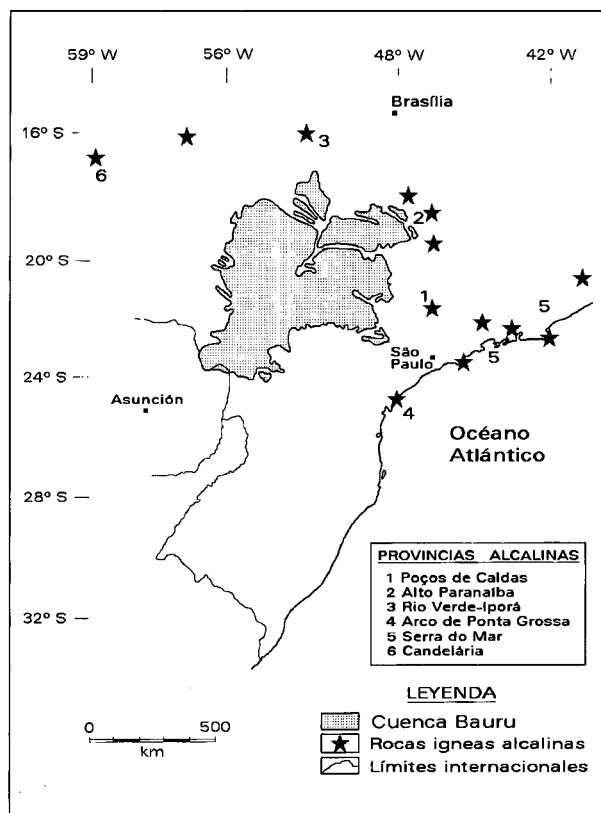 59° W
56° W
48° W
42° W
Brasília
16° S
3
6
2
20° S
1
5
São
Paulo
5
24° S
Asunción
4
Océano
Atlántico
28° S
PROVINCIAS ALCALINAS
1 Poços de Caldas
2 Alto Paranaíba
3 Rio Verde-Iporá
4 Arco de Ponta Grossa
5 Serra do Mar
6 Candelária
32° S
LEYENDA
Cuenca Bauru
0 500
km
Rocas igneas alcalinas
Límites internacionales